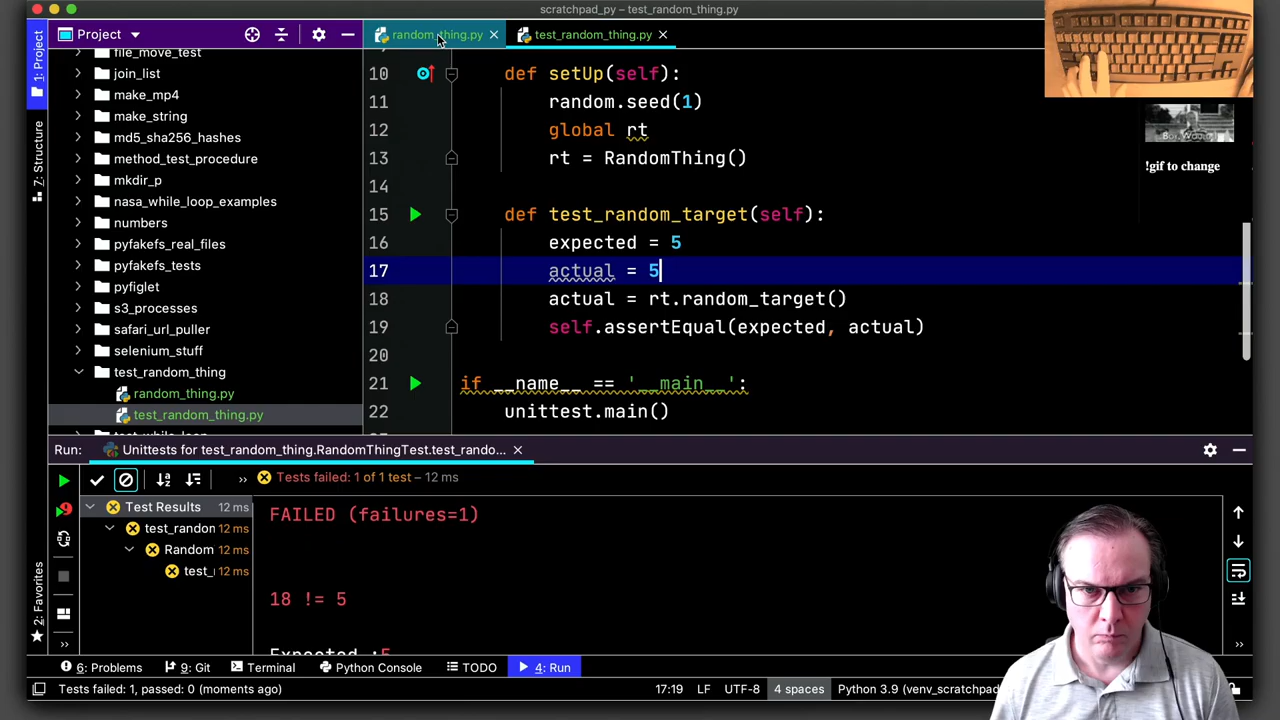 scratchpad_py – test_random_thing.py
Project
random_thing.py
test_random_thing.py
1: Project
7: Structure
2: Favorites
file_move_test
join_list
make_mp4
make_string
md5_sha256_hashes
method_test_procedure
mkdir_p
nasa_while_loop_examples
numbers
pyfakefs_real_files
pyfakefs_tests
pyfiglet
s3_processes
safari_url_puller
selenium_stuff
test_random_thing
random_thing.py
test_random_thing.py
test_while_loop
10 def setUp(self):
11 random.seed(1)
12 global rt
13 rt = RandomThing()
14
15 def test_random_target(self):
16 expected = 5
17 actual = 5
18 actual = rt.random_target()
19 self.assertEqual(expected, actual)
20
21 if __name__ == '__main__':
22 unittest.main()
!gif to change
Run: Unittests for test_random_thing.RandomThingTest.test_rando...
Tests failed: 1 of 1 test – 12 ms
Test Results 12 ms
test_random 12 ms
Random 12 ms
test_ 12 ms
FAILED (failures=1)
18 != 5
Expected :5
6: Problems
9: Git
Terminal
Python Console
TODO
4: Run
Tests failed: 1, passed: 0 (moments ago)
17:19 LF UTF-8 4 spaces Python 3.9 (venv_scratchpad